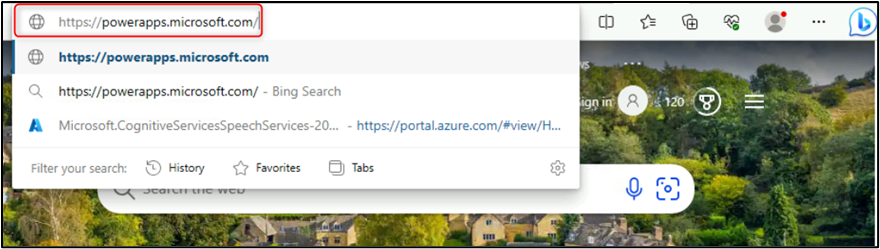 https://powerapps.microsoft.com/
https://powerapps.microsoft.com
https://powerapps.microsoft.com/ - Bing Search
Microsoft.CognitiveServicesSpeechServices-20... - https://portal.azure.com/#view/H...
Filter your search: History Favorites Tabs
...
Sign in 120
Search the web